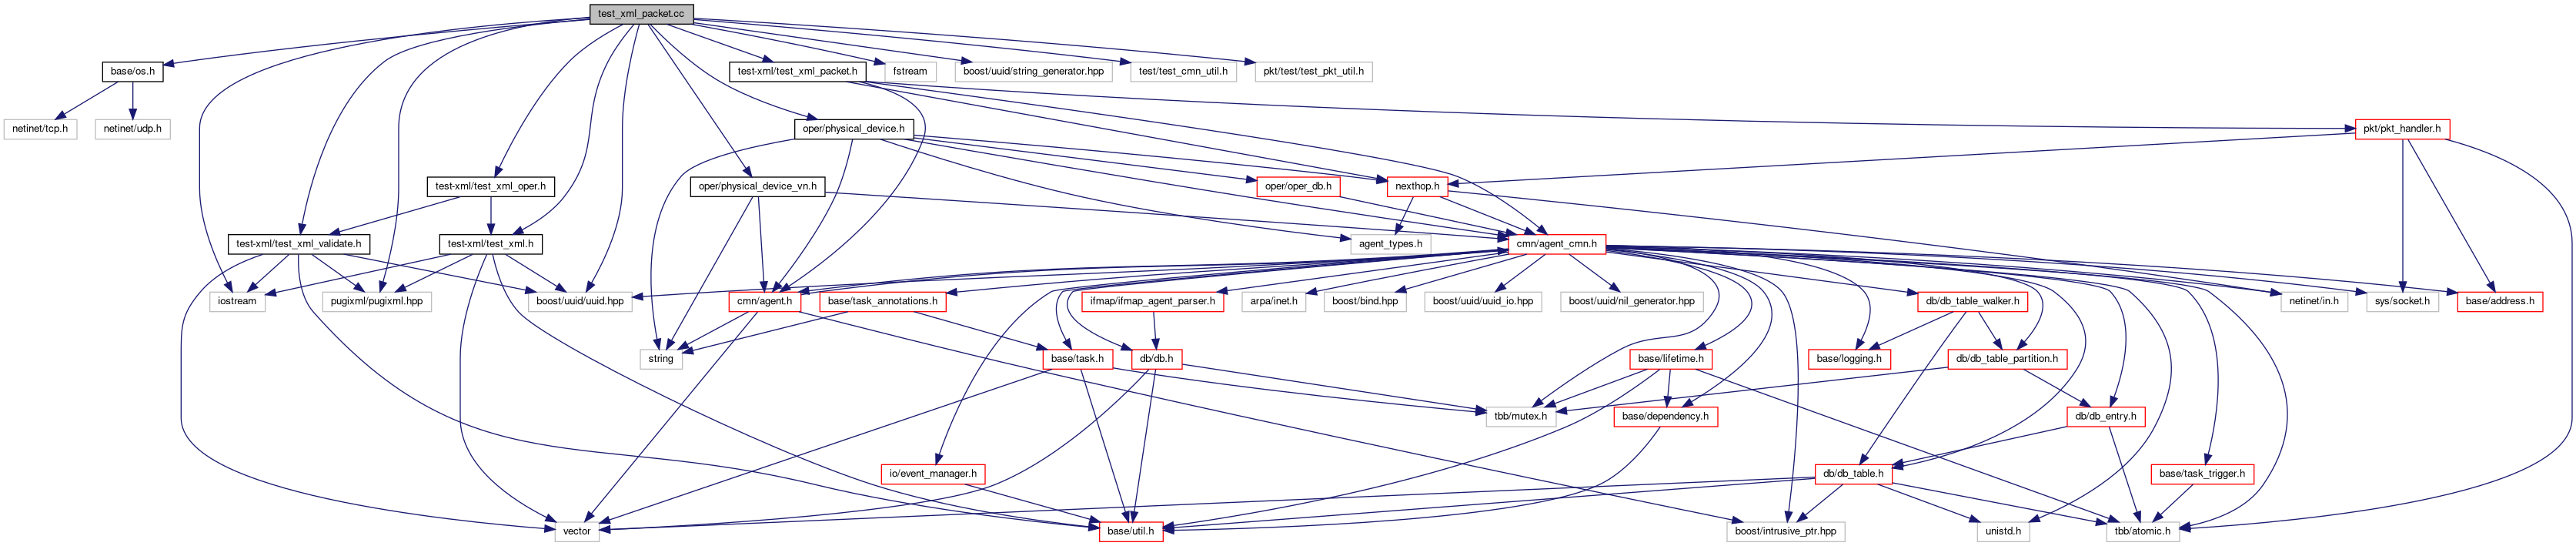 test_xml_packet.cc
base/os.h
test-xml/test_xml_packet.h
fstream
boost/uuid/string_generator.hpp
test/test_cmn_util.h
pkt/test/test_pkt_util.h
netinet/tcp.h
netinet/udp.h
oper/physical_device.h
pkt/pkt_handler.h
test-xml/test_xml_oper.h
oper/physical_device_vn.h
oper/oper_db.h
nexthop.h
test-xml/test_xml_validate.h
test-xml/test_xml.h
agent_types.h
cmn/agent_cmn.h
iostream
pugixml/pugixml.hpp
boost/uuid/uuid.hpp
cmn/agent.h
base/task_annotations.h
ifmap/ifmap_agent_parser.h
arpa/inet.h
boost/bind.hpp
boost/uuid/uuid_io.hpp
boost/uuid/nil_generator.hpp
db/db_table_walker.h
netinet/in.h
sys/socket.h
base/address.h
string
base/task.h
db/db.h
base/lifetime.h
base/logging.h
db/db_table_partition.h
tbb/mutex.h
base/dependency.h
db/db_entry.h
io/event_manager.h
db/db_table.h
base/task_trigger.h
vector
base/util.h
boost/intrusive_ptr.hpp
unistd.h
tbb/atomic.h